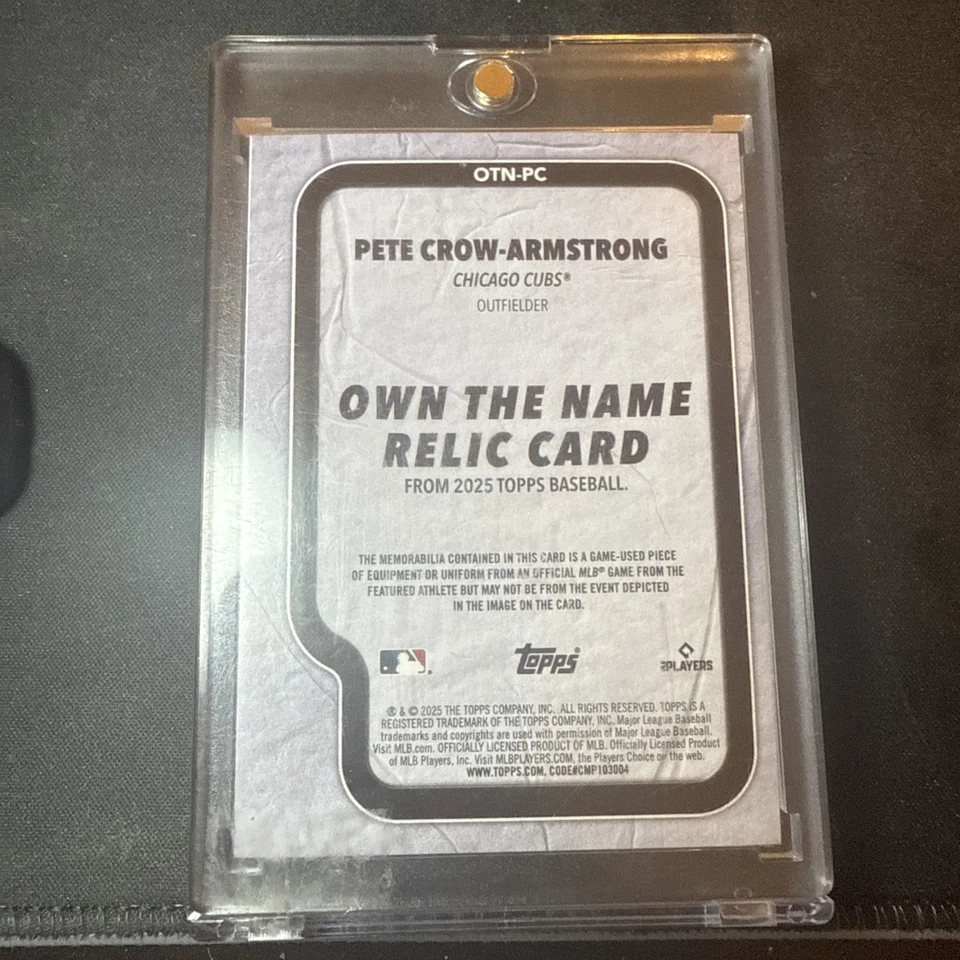 OTN-PC
PETE CROW-ARMSTRONG
CHICAGO CUBS®
OUTFIELDER
OWN THE NAME
RELIC CARD
FROM 2025 TOPPS BASEBALL.
THE MEMORABILIA CONTAINED IN THIS CARD IS A GAME-USED PIECE
OF EQUIPMENT OR UNIFORM FROM AN OFFICIAL MLB® GAME FROM THE
FEATURED ATHLETE BUT MAY NOT BE FROM THE EVENT DEPICTED
IN THE IMAGE ON THE CARD.
Topps
PLAYERS
® & © 2025 THE TOPPS COMPANY, INC. ALL RIGHTS RESERVED. TOPPS IS A
REGISTERED TRADEMARK OF THE TOPPS COMPANY, INC. Major League Baseball
trademarks and copyrights are used with permission of Major League Baseball.
Visit MLB.com. OFFICIALLY LICENSED PRODUCT OF MLB. Officially Licensed Product
of MLB Players, Inc. Visit MLBPLAYERS.COM, the Players Choice on the web.
WWW.TOPPS.COM. CODE#CMP103004